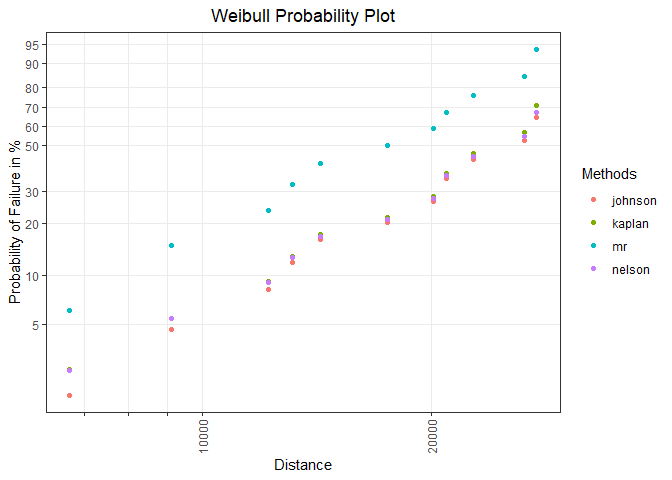 Weibull Probability Plot
Probability of Failure in %
95
90
80
70
60
50
30
20
10
5
10000
20000
Distance
Methods
johnson
kaplan
mr
nelson